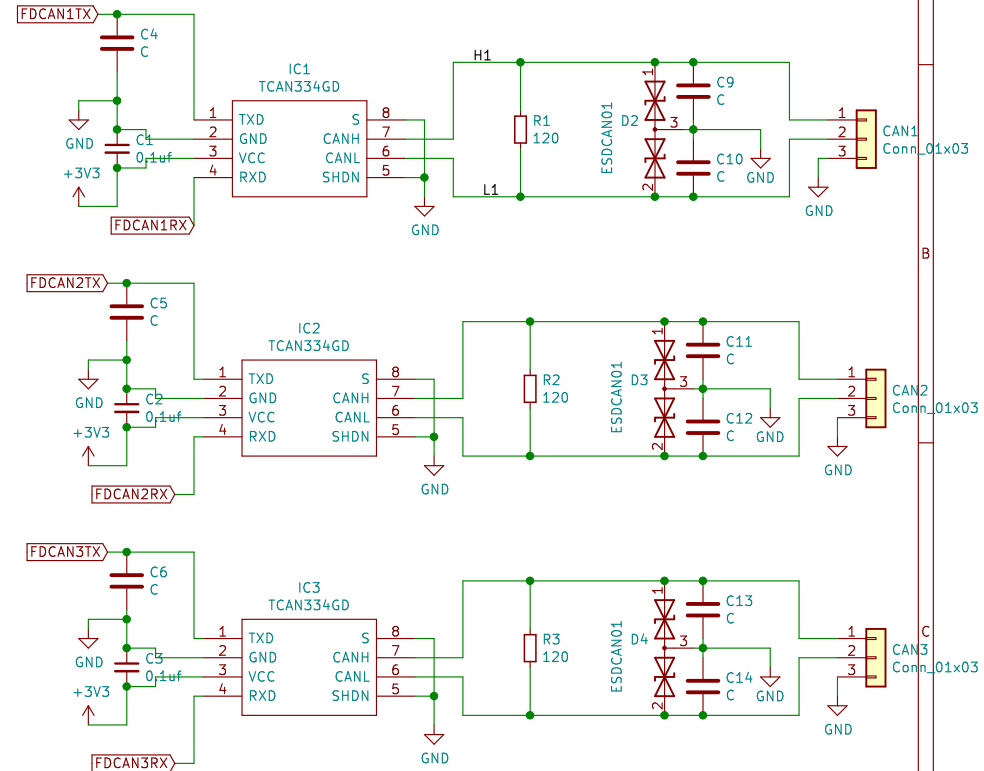 FDCAN1TX
C4
C
GND
C1
0.1uf
+3V3
FDCAN1RX
IC1
TCAN334GD
1 TXD S 8
2 GND CANH 7
3 VCC CANL 6
4 RXD SHDN 5
GND
H1
L1
R1
120
ESDCAN01
D2
1
3
2
C9
C
C10
C
GND
1
2
3
CAN1
Conn_01x03
GND
B
FDCAN2TX
C5
C
GND
C2
0.1uf
+3V3
FDCAN2RX
IC2
TCAN334GD
1 TXD S 8
2 GND CANH 7
3 VCC CANL 6
4 RXD SHDN 5
GND
R2
120
ESDCAN01
D3
1
3
2
C11
C
C12
C
GND
1
2
3
CAN2
Conn_01x03
GND
FDCAN3TX
C6
C
GND
C3
0.1uf
+3V3
FDCAN3RX
IC3
TCAN334GD
1 TXD S 8
2 GND CANH 7
3 VCC CANL 6
4 RXD SHDN 5
GND
R3
120
ESDCAN01
D4
1
3
2
C13
C
C14
C
GND
1
2
3
C
CAN3
Conn_01x03
GND